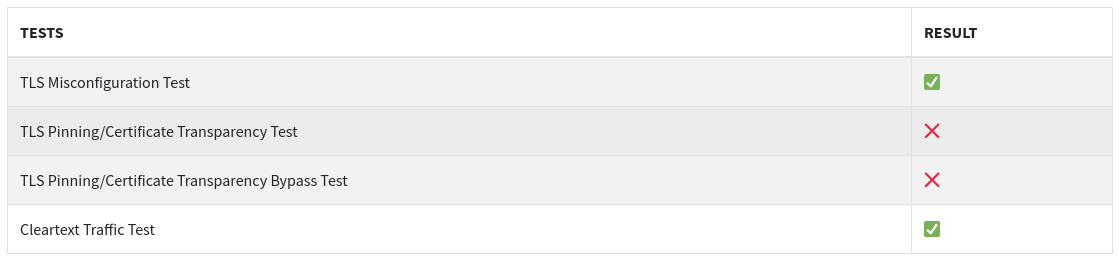 TESTS RESULT
TLS Misconfiguration Test ✅
TLS Pinning/Certificate Transparency Test ❌
TLS Pinning/Certificate Transparency Bypass Test ❌
Cleartext Traffic Test ✅